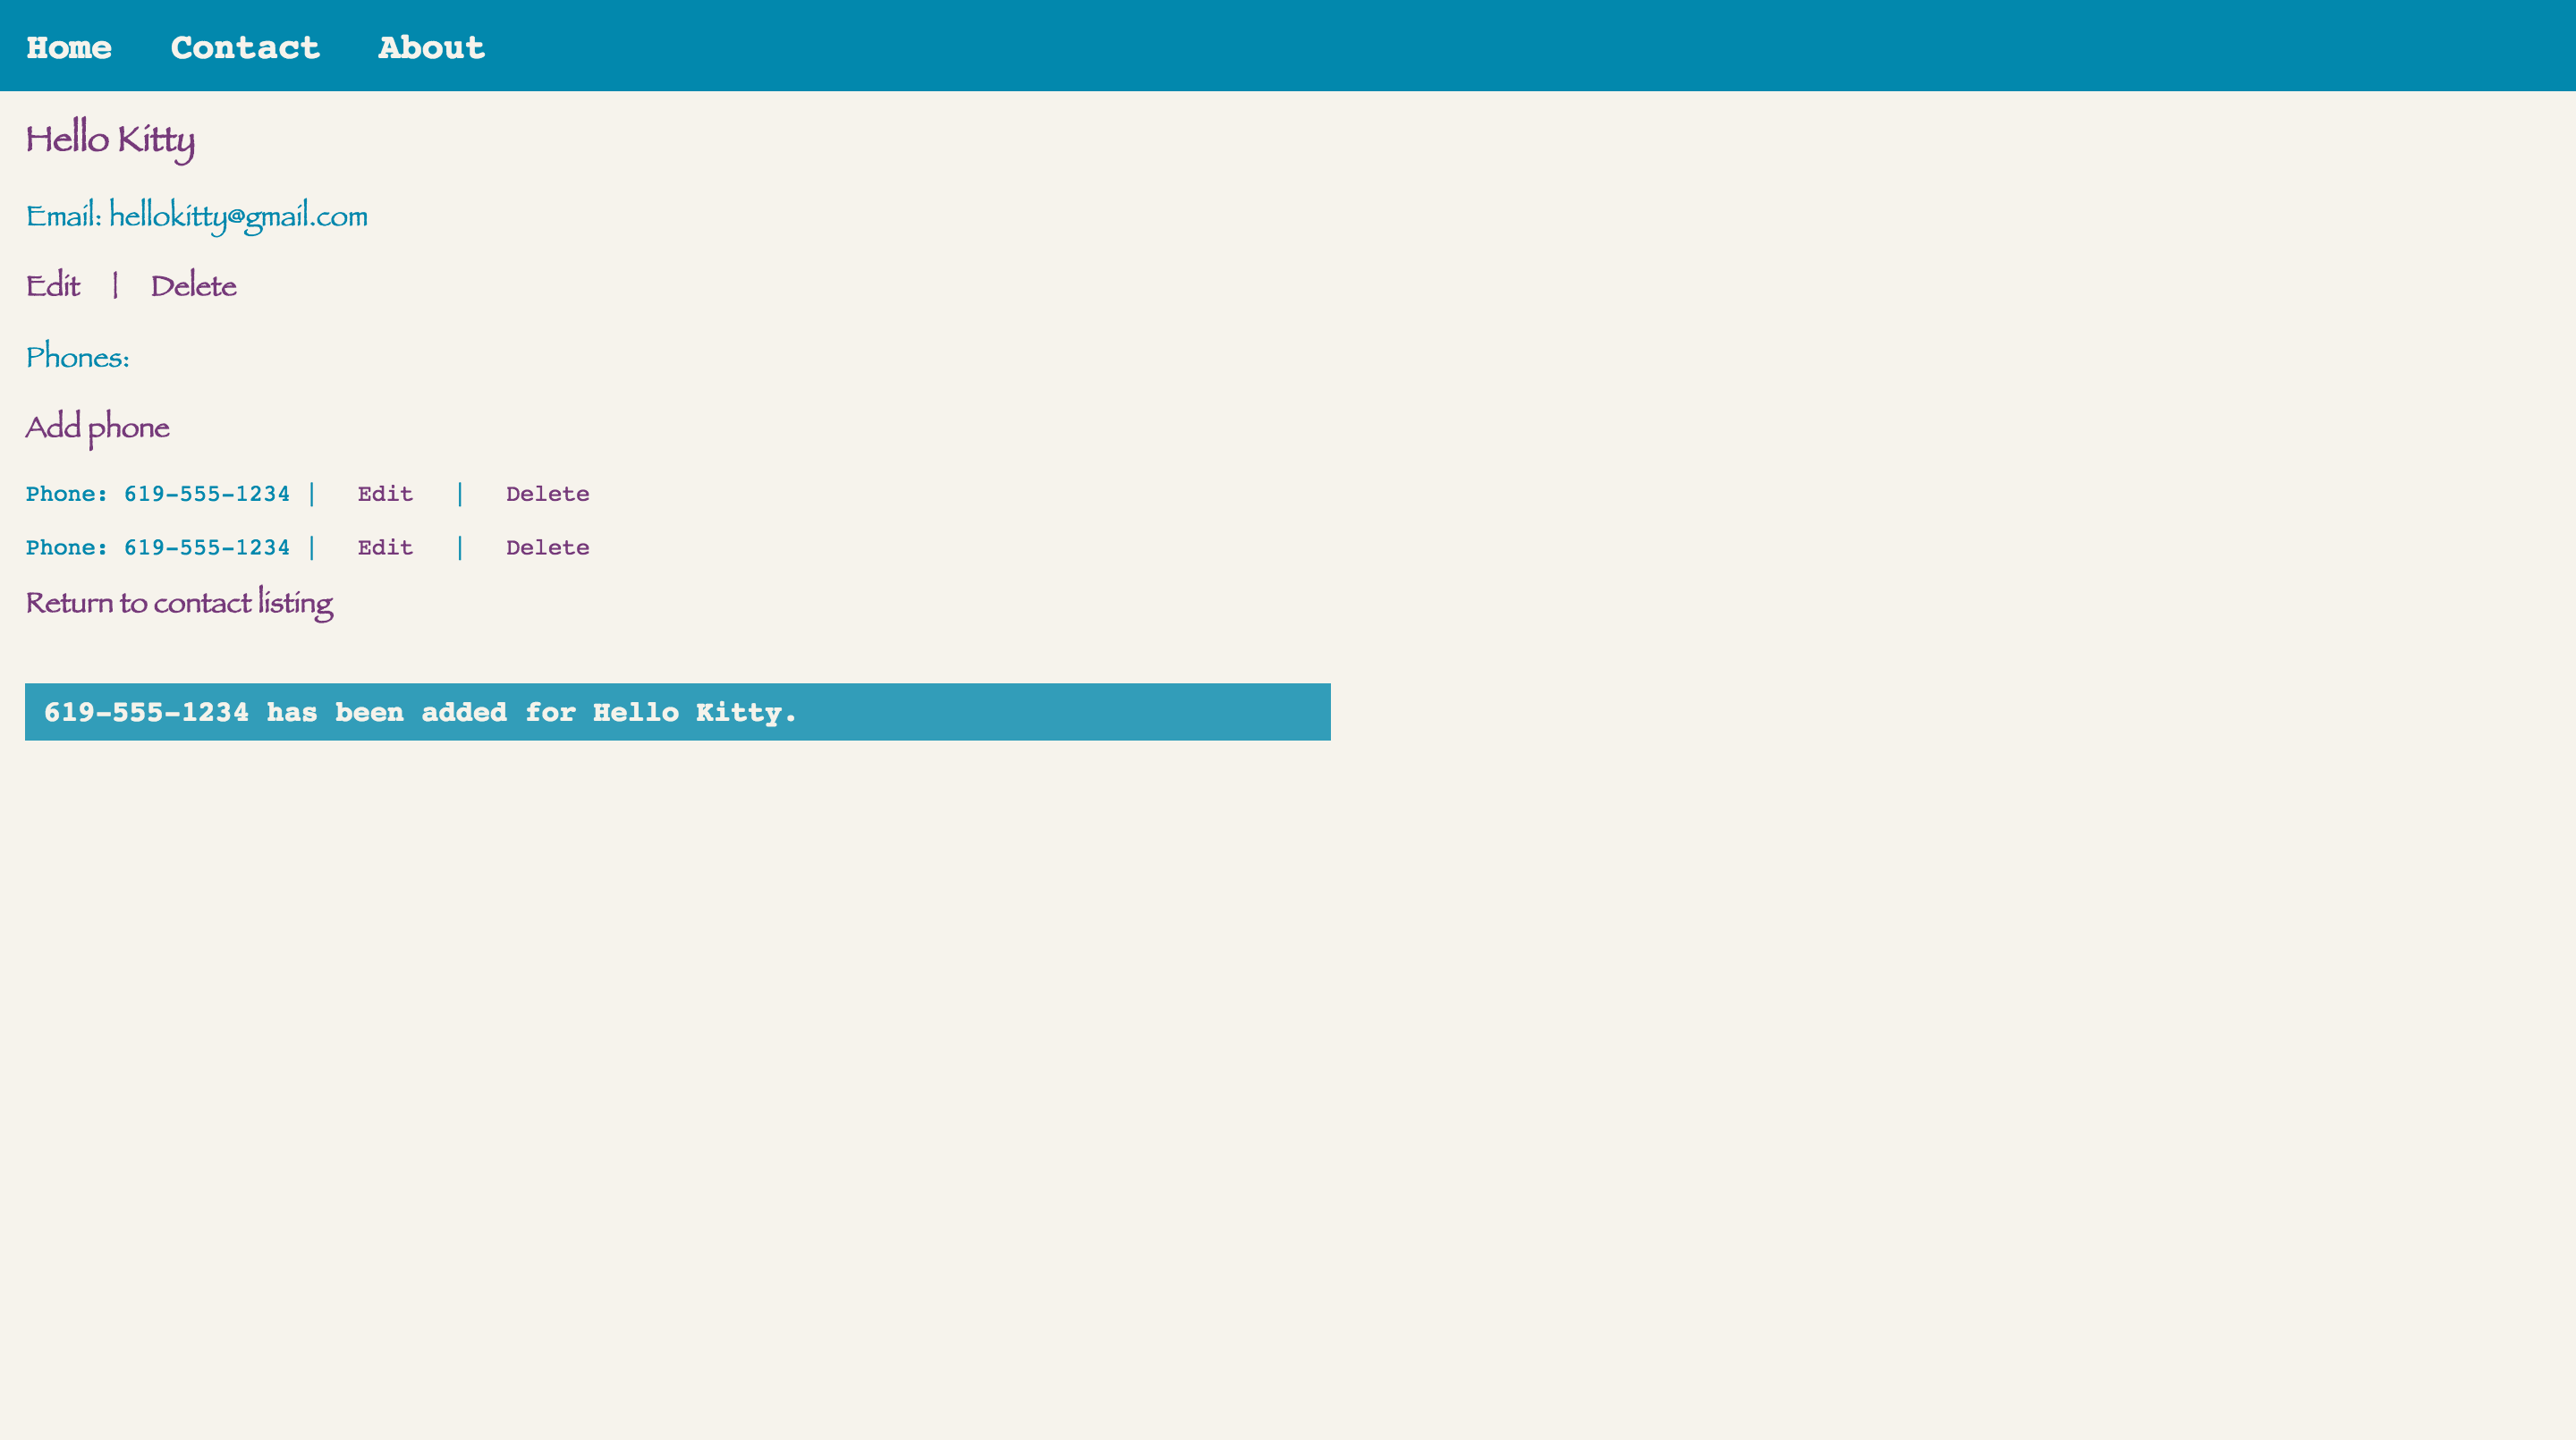 Home Contact About
Hello Kitty
Email: hellokitty@gmail.com
Edit | Delete
Phones:
Add phone
Phone: 619-555-1234 | Edit | Delete
Phone: 619-555-1234 | Edit | Delete
Return to contact listing
619-555-1234 has been added for Hello Kitty.